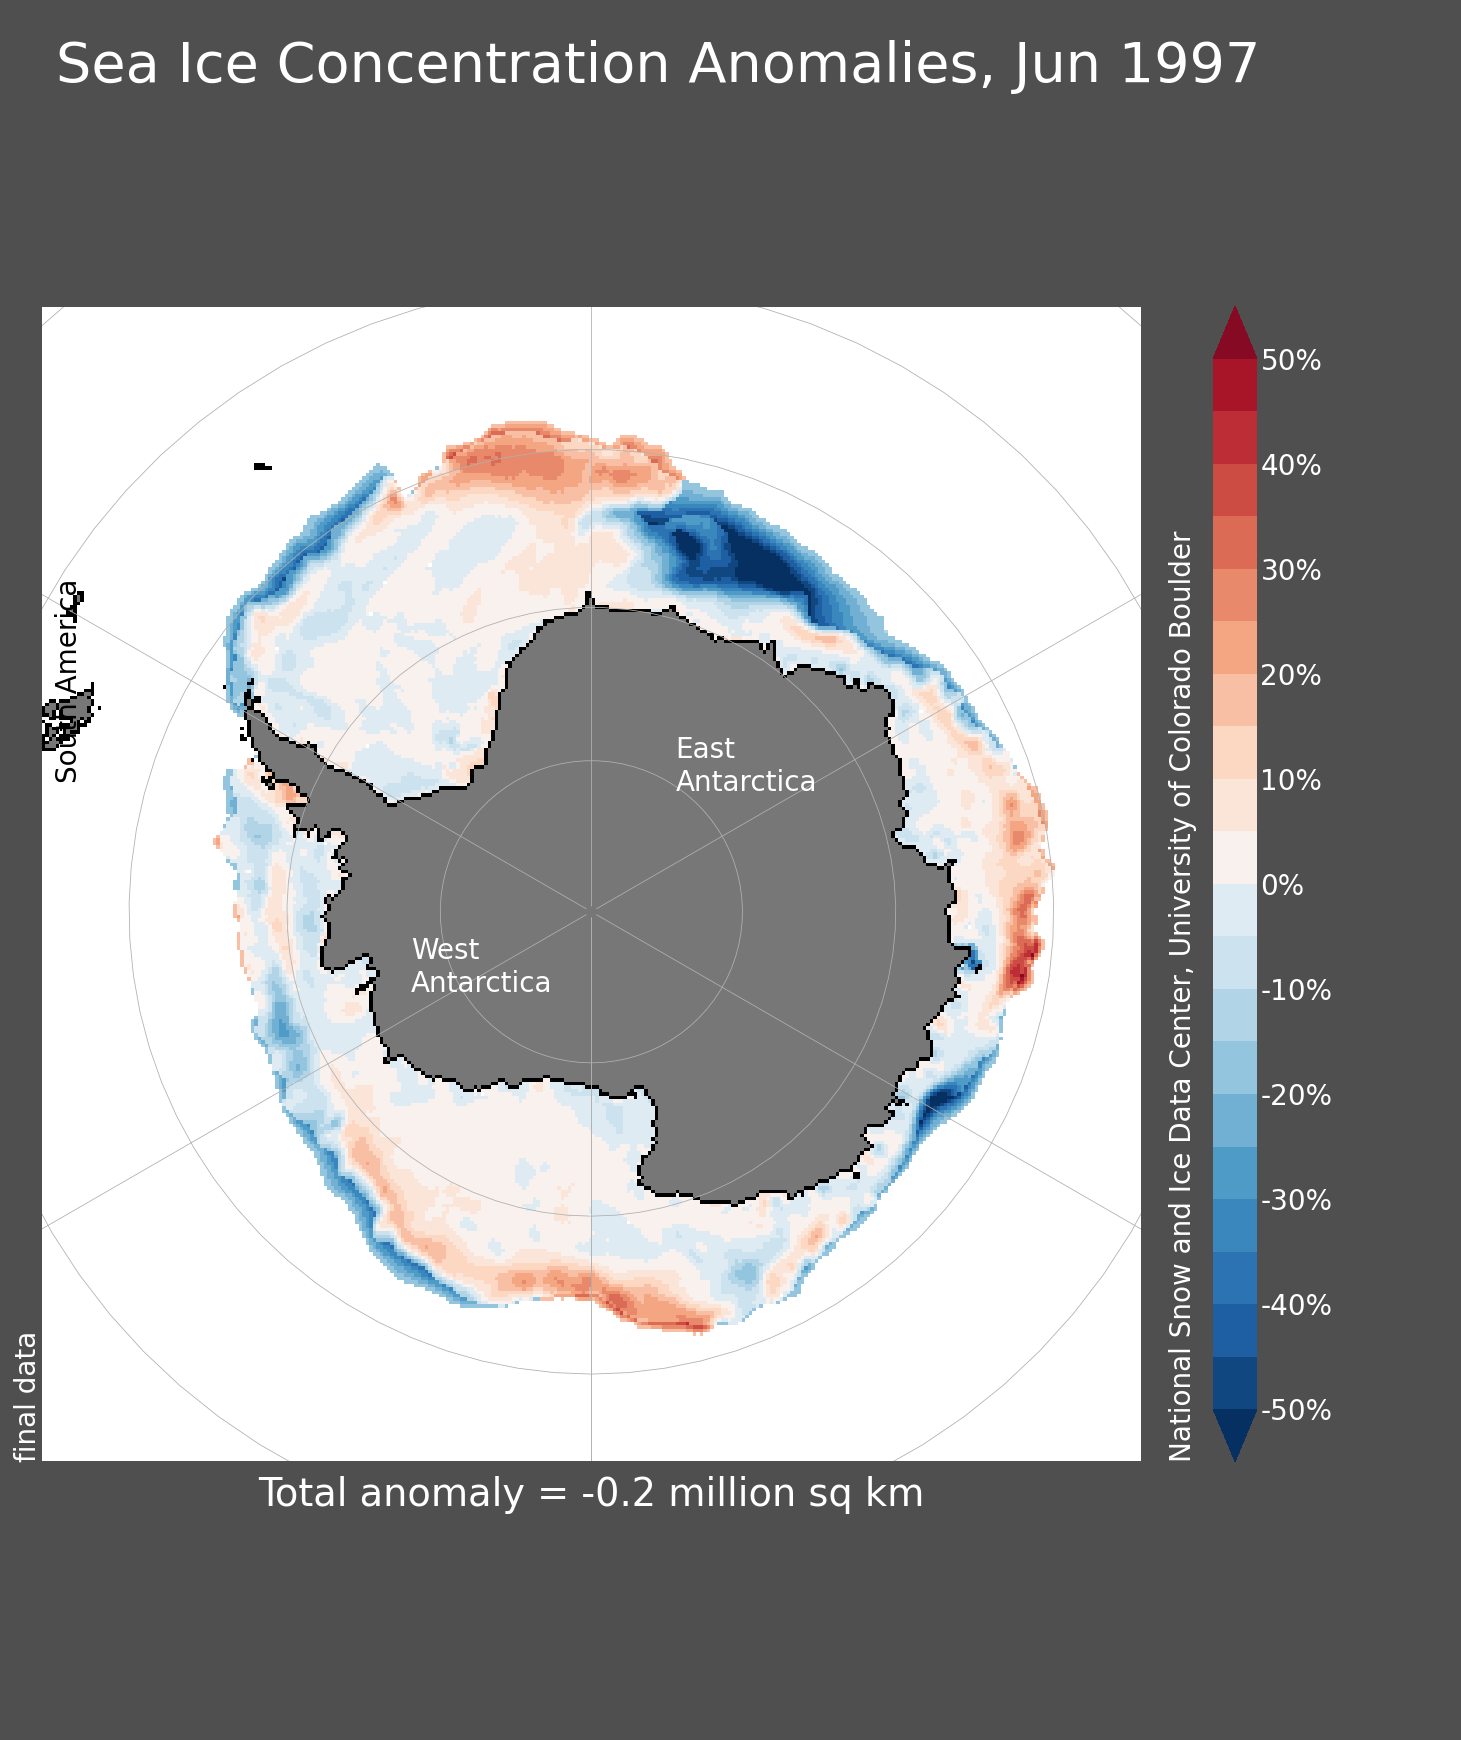 Sea Ice Concentration Anomalies, Jun 1997
South America
East
Antarctica
West
Antarctica
final data
National Snow and Ice Data Center, University of Colorado Boulder
50%
40%
30%
20%
10%
0%
-10%
-20%
-30%
-40%
-50%
Total anomaly = -0.2 million sq km